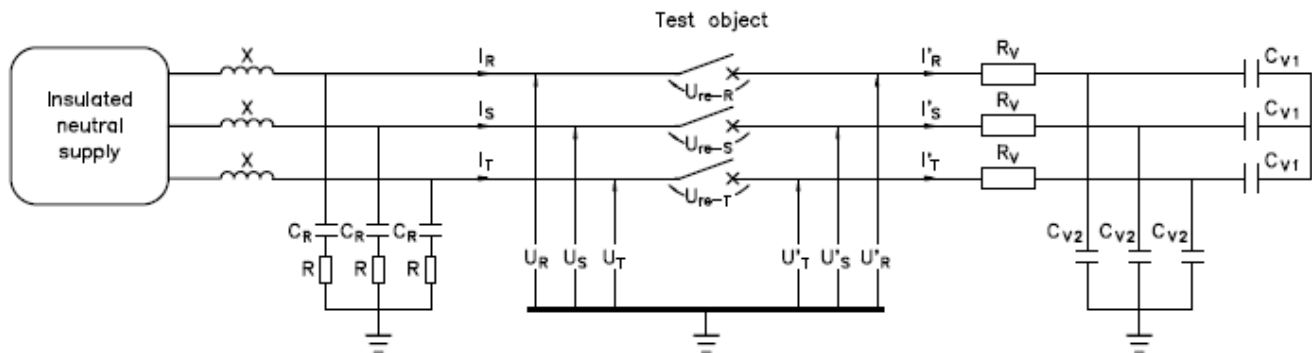 Test object
X
I_R
I'_R
R_V
C_V1
Insulated
neutral
supply
U_re-R
X
I_S
I'_S
R_V
C_V1
U_re-S
X
I_T
I'_T
R_V
C_V1
U_re-T
C_R C_R C_R
C_V2 C_V2 C_V2
R R R
U_R U_S U_T U'_T U'_S U'_R